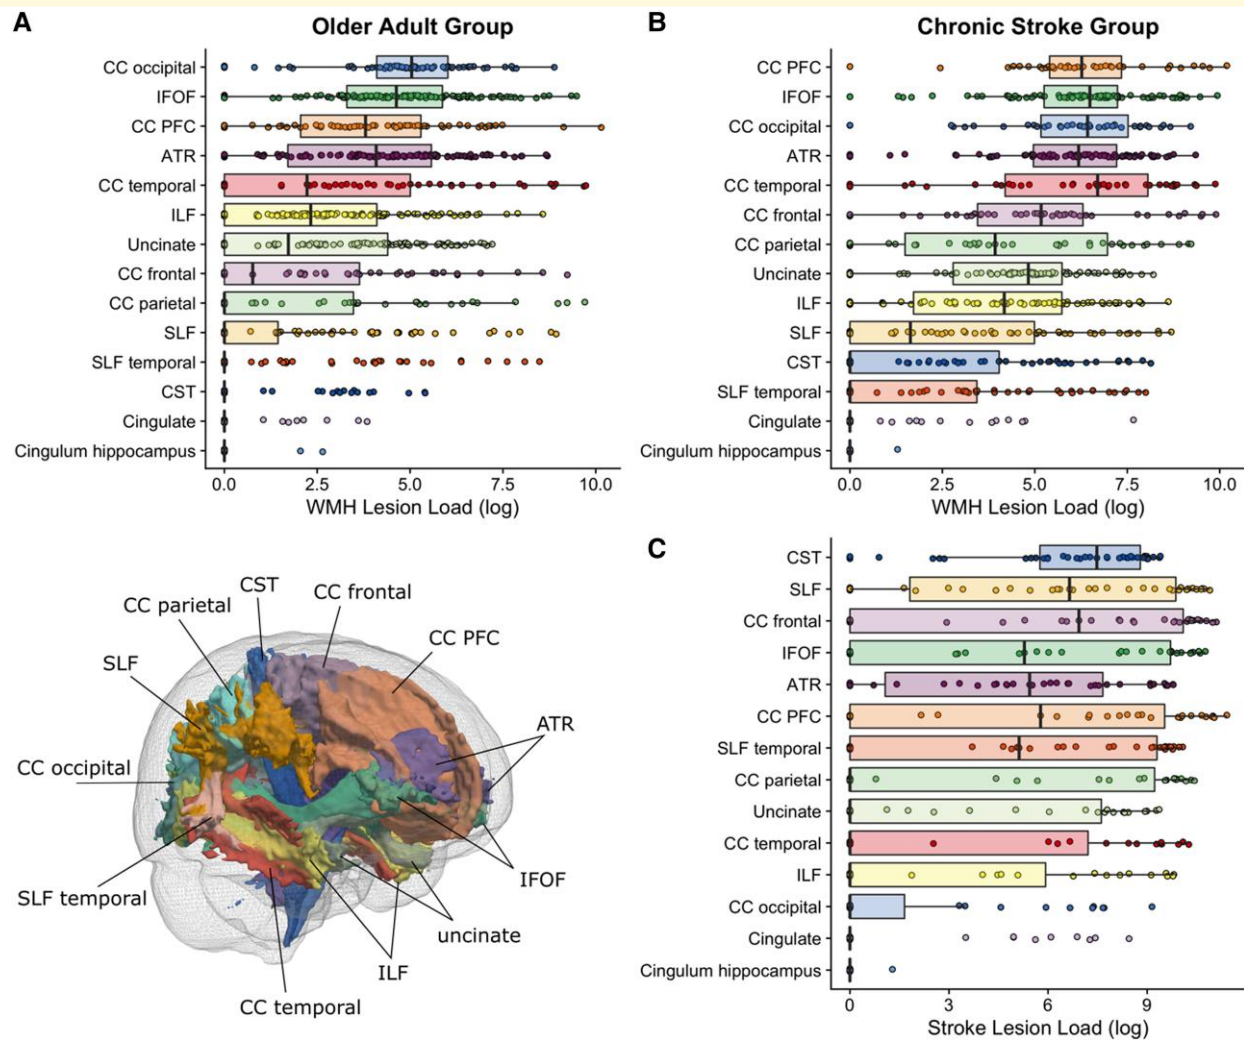 A
Older Adult Group
CC occipital
IFOF
CC PFC
ATR
CC temporal
ILF
Uncinate
CC frontal
CC parietal
SLF
SLF temporal
CST
Cingulate
Cingulum hippocampus
0.0 2.5 5.0 7.5 10.0
WMH Lesion Load (log)
B
Chronic Stroke Group
CC PFC
IFOF
CC occipital
ATR
CC temporal
CC frontal
CC parietal
Uncinate
ILF
SLF
CST
SLF temporal
Cingulate
Cingulum hippocampus
0.0 2.5 5.0 7.5 10.0
WMH Lesion Load (log)
CST
CC parietal
CC frontal
SLF
CC PFC
ATR
CC occipital
SLF temporal
IFOF
uncinate
ILF
CC temporal
C
CST
SLF
CC frontal
IFOF
ATR
CC PFC
SLF temporal
CC parietal
Uncinate
CC temporal
ILF
CC occipital
Cingulate
Cingulum hippocampus
0 3 6 9
Stroke Lesion Load (log)